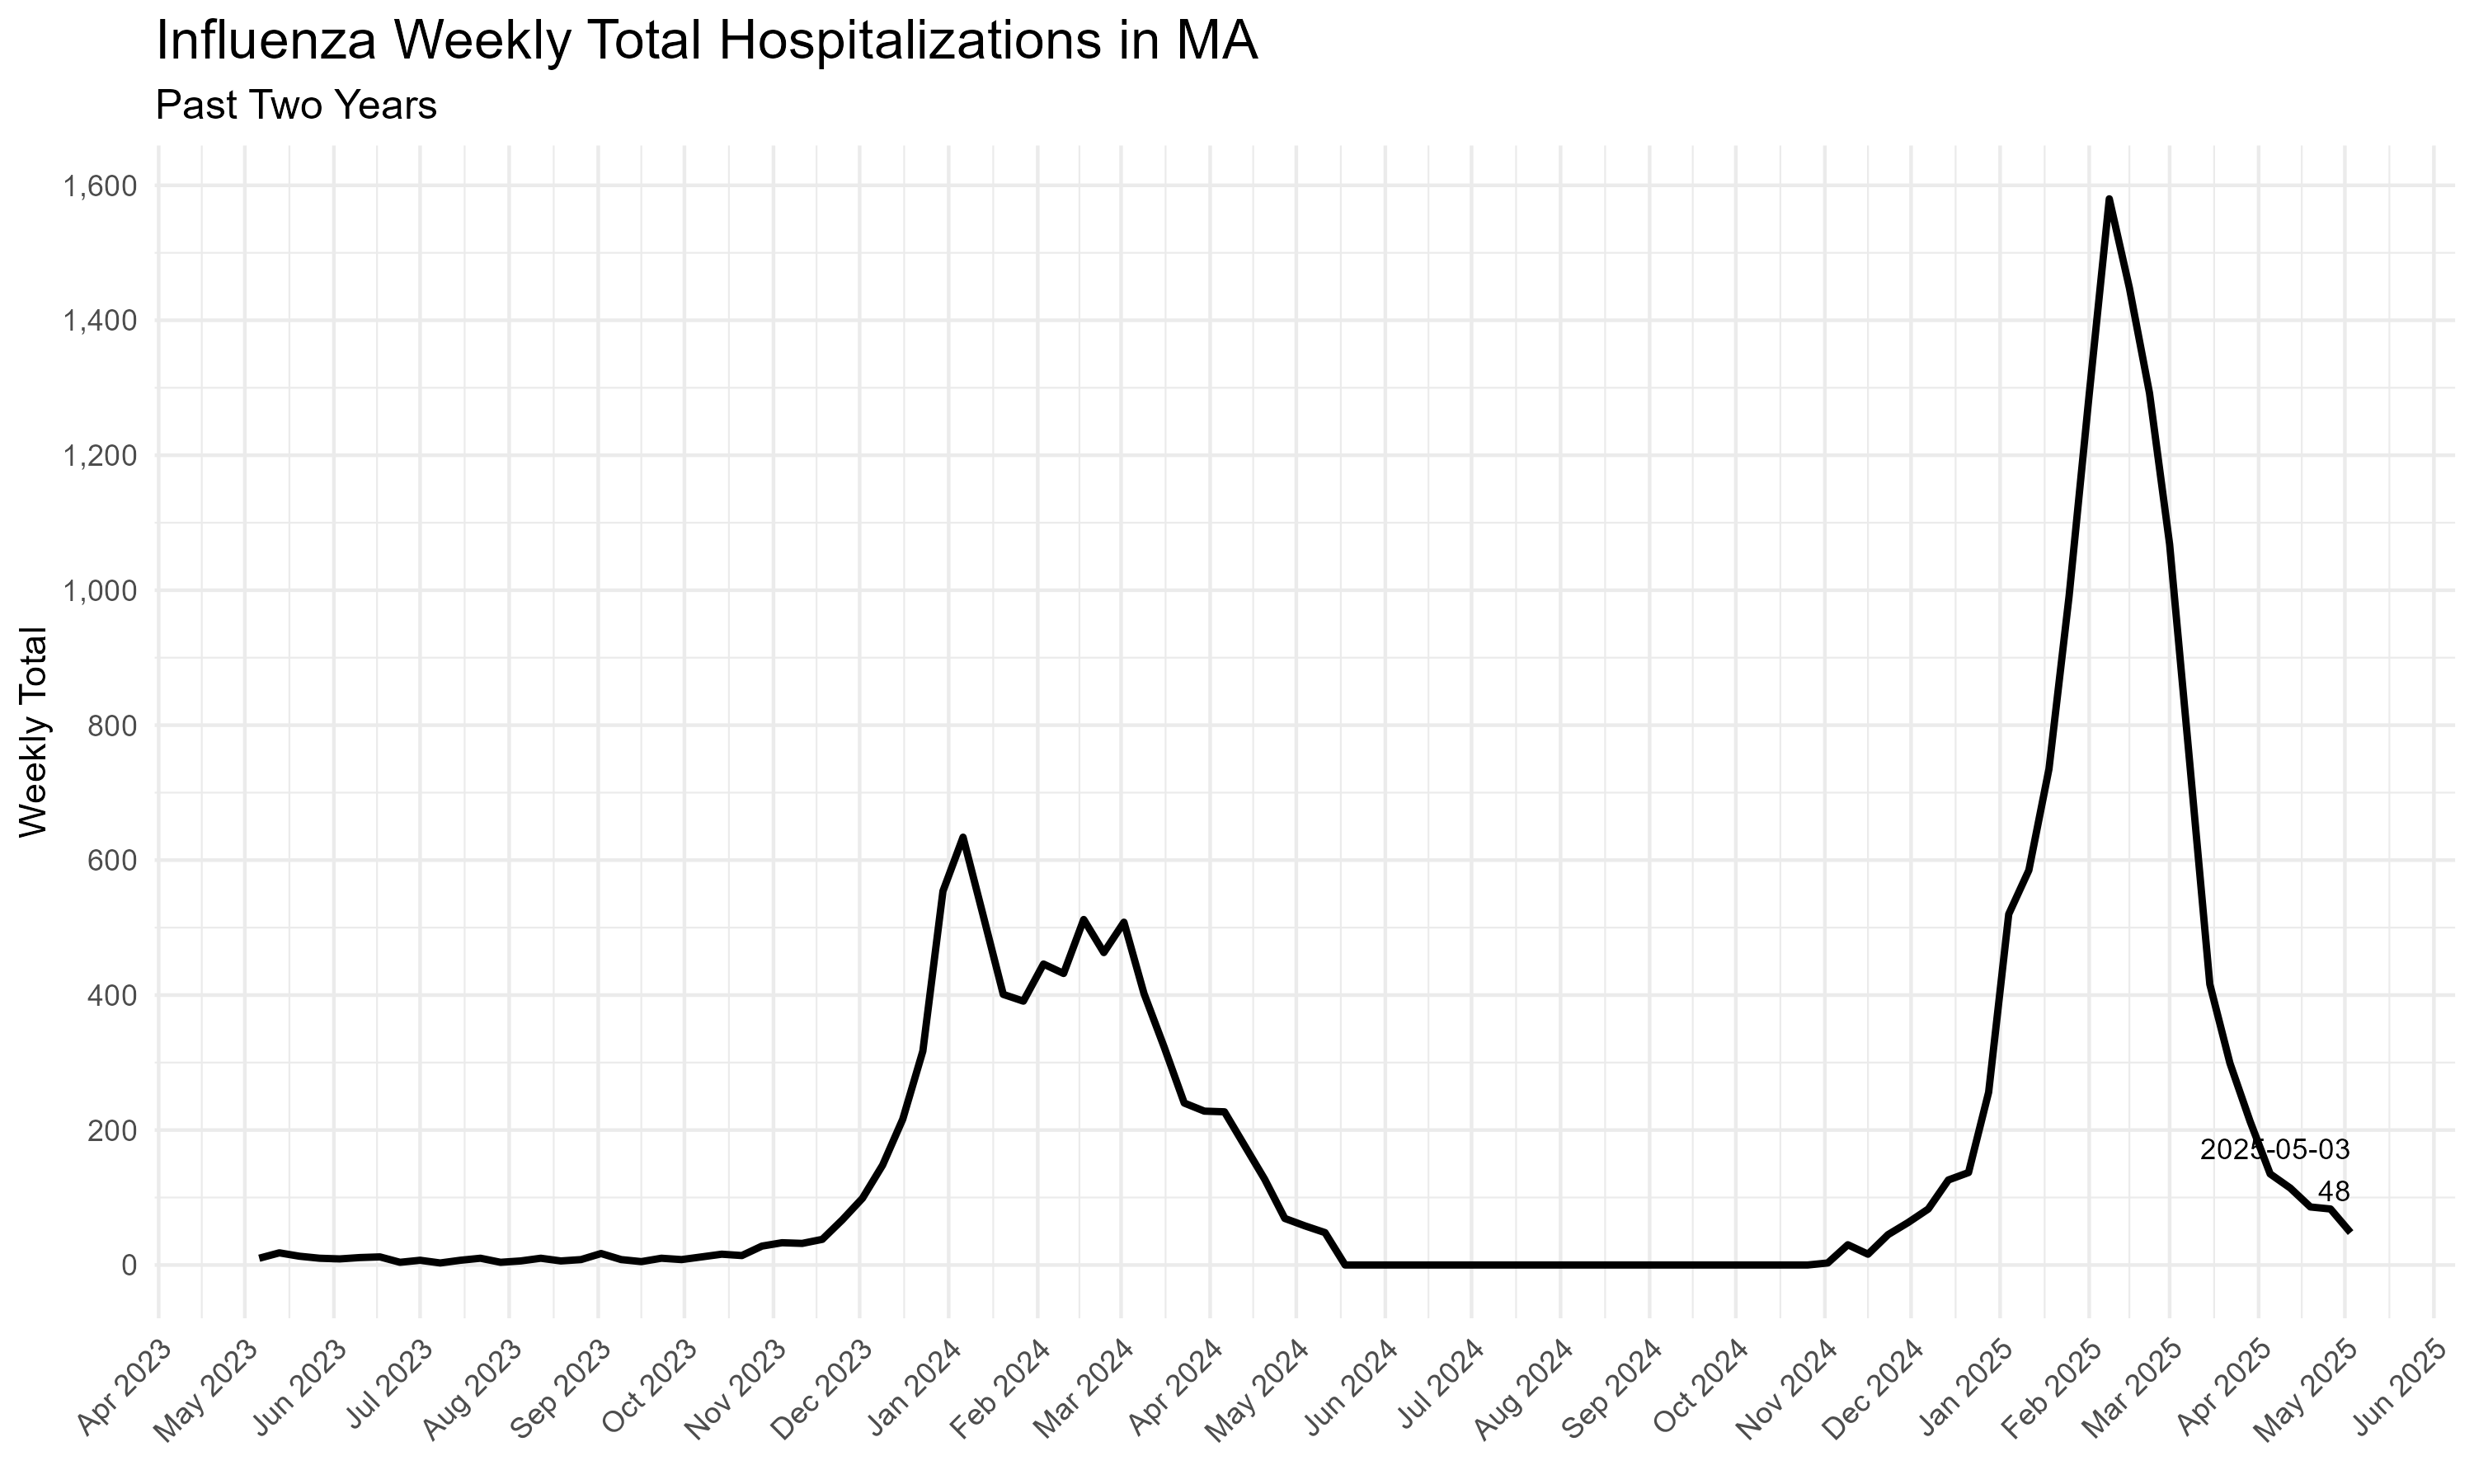 Influenza Weekly Total Hospitalizations in MA
Past Two Years
Weekly Total
1,600
1,400
1,200
1,000
800
600
400
200
0
2025-05-03
48
Apr 2023
May 2023
Jun 2023
Jul 2023
Aug 2023
Sep 2023
Oct 2023
Nov 2023
Dec 2023
Jan 2024
Feb 2024
Mar 2024
Apr 2024
May 2024
Jun 2024
Jul 2024
Aug 2024
Sep 2024
Oct 2024
Nov 2024
Dec 2024
Jan 2025
Feb 2025
Mar 2025
Apr 2025
May 2025
Jun 2025